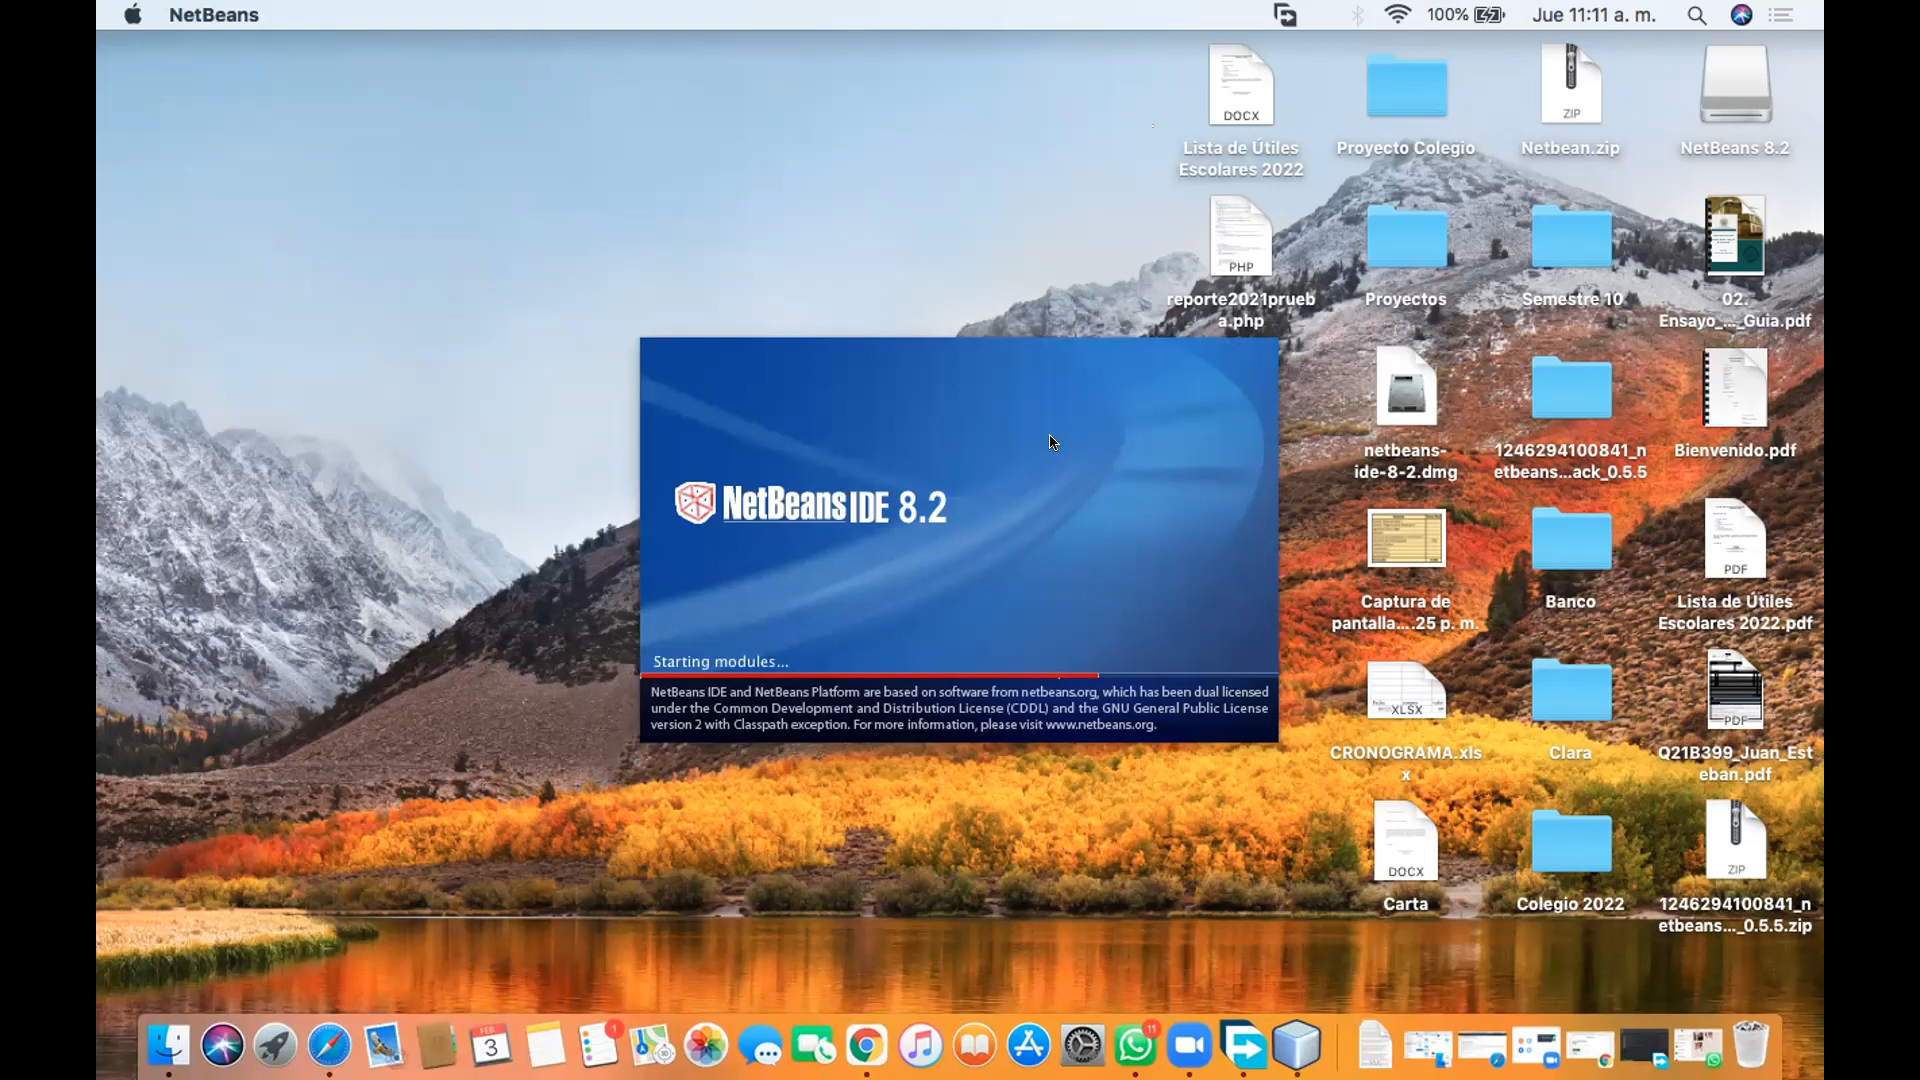 NetBeans
100%
Jue 11:11 a. m.
DOCX
Lista de Útiles
Escolares 2022
Proyecto Colegio
ZIP
Netbean.zip
NetBeans 8.2
PHP
reporte2021prueb
a.php
Proyectos
Semestre 10
02.
Ensayo_..._Guia.pdf
netbeans-
ide-8-2.dmg
1246294100841_n
etbeans...ack_0.5.5
Bienvenido.pdf
Captura de
pantalla....25 p. m.
Banco
PDF
Lista de Útiles
Escolares 2022.pdf
XLSX
CRONOGRAMA.xls
x
Clara
PDF
Q21B399_Juan_Est
eban.pdf
DOCX
Carta
Colegio 2022
ZIP
1246294100841_n
etbeans..._0.5.5.zip
NetBeans IDE 8.2
Starting modules...
NetBeans IDE and NetBeans Platform are based on software from netbeans.org, which has been dual licensed
under the Common Development and Distribution License (CDDL) and the GNU General Public License
version 2 with Classpath exception. For more information, please visit www.netbeans.org.
FEB
3
1
11